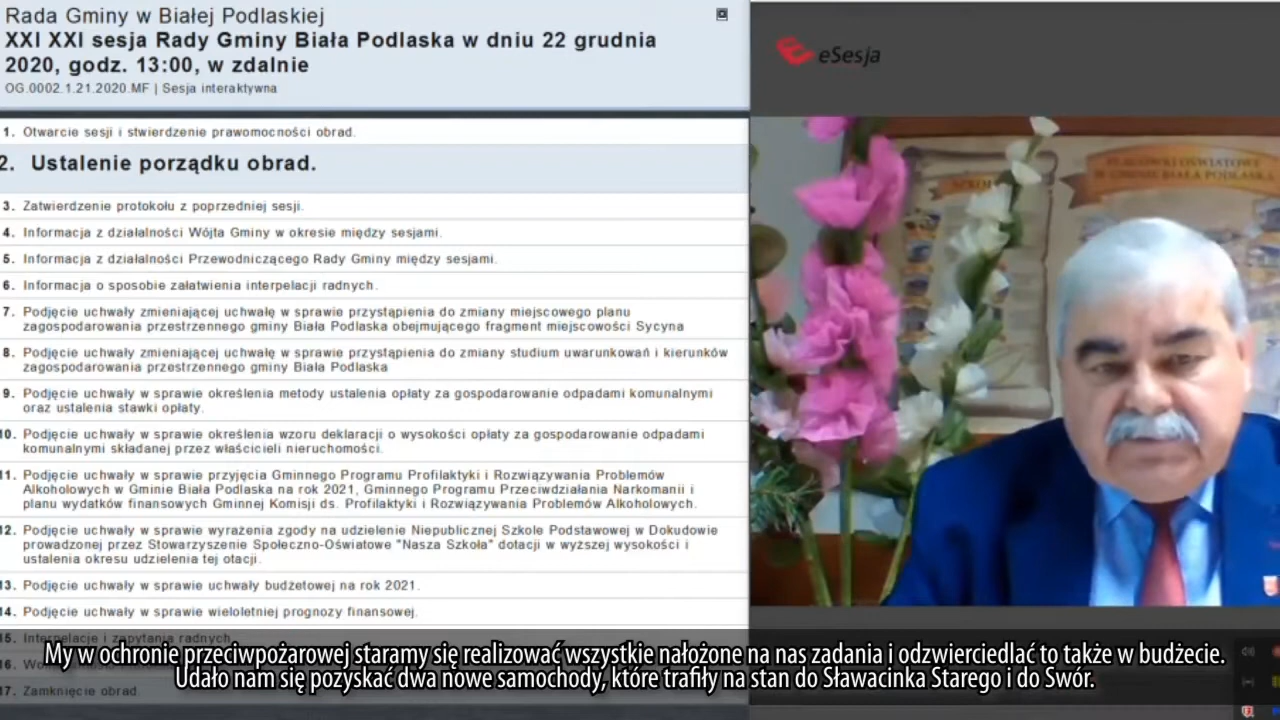 Rada Gminy w Białej Podlaskiej
XXI XXI sesja Rady Gminy Biała Podlaska w dniu 22 grudnia
2020, godz. 13:00, w zdalnie
OG.0002.1.21.2020.MF | Sesja interaktywna
1. Otwarcie sesji i stwierdzenie prawomocności obrad.
2. Ustalenie porządku obrad.
3. Zatwierdzenie protokołu z poprzedniej sesji.
4. Informacja z działalności Wójta Gminy w okresie między sesjami.
5. Informacja z działalności Przewodniczącego Rady Gminy między sesjami.
6. Informacja o sposobie załatwienia interpelacji radnych.
7. Podjęcie uchwały zmieniającej uchwałę w sprawie przystąpienia do zmiany miejscowego planu
zagospodarowania przestrzennego gminy Biała Podlaska obejmującego fragment miejscowości Sycyna
8. Podjęcie uchwały zmieniającej uchwałę w sprawie przystąpienia do zmiany studium uwarunkowań i kierunków
zagospodarowania przestrzennego gminy Biała Podlaska
9. Podjęcie uchwały w sprawie określenia metody ustalenia opłaty za gospodarowanie odpadami komunalnymi
oraz ustalenia stawki opłaty.
10. Podjęcie uchwały w sprawie określenia wzoru deklaracji o wysokości opłaty za gospodarowanie odpadami
komunalnymi składanej przez właścicieli nieruchomości.
11. Podjęcie uchwały w sprawie przyjęcia Gminnego Programu Profilaktyki i Rozwiązywania Problemów
Alkoholowych w Gminie Biała Podlaska na rok 2021, Gminnego Programu Przeciwdziałania Narkomanii i
planu wydatków finansowych Gminnej Komisji ds. Profilaktyki i Rozwiązywania Problemów Alkoholowych.
12. Podjęcie uchwały w sprawie wyrażenia zgody na udzielenie Niepublicznej Szkole Podstawowej w Dokudowie
prowadzonej przez Stowarzyszenie Społeczno-Oświatowe "Nasza Szkoła" dotacji w wyższej wysokości i
ustalenia okresu udzielenia tej otacji.
13. Podjęcie uchwały w sprawie uchwały budżetowej na rok 2021.
14. Podjęcie uchwały w sprawie wieloletniej prognozy finansowej.
15. Interpelacje i zapytania radnych.
16.
17. Zamknięcie obrad.
eSesja
PLACÓWKI OŚWIATOWE
W GMINIE BIAŁA PODLASKA
My w ochronie przeciwpożarowej staramy się realizować wszystkie nałożone na nas zadania i odzwierciedlać to także w budżecie.
Udało nam się pozyskać dwa nowe samochody, które trafiły na stan do Sławacinka Starego i do Swór.